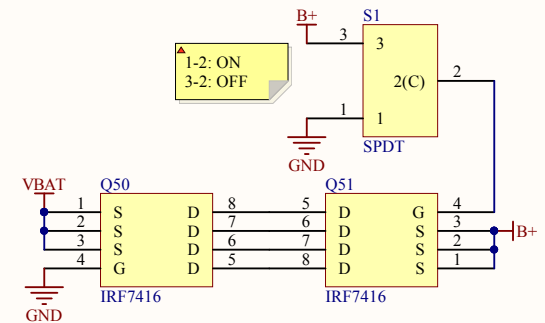 B+
S1
3
3
1-2: ON
3-2: OFF
2(C)
2
1
1
GND
SPDT
VBAT
Q50
Q51
1
S
D
8
5
D
G
4
2
S
D
7
6
D
S
3
B+
3
S
D
6
7
D
S
2
4
G
D
5
8
D
S
1
IRF7416
IRF7416
GND